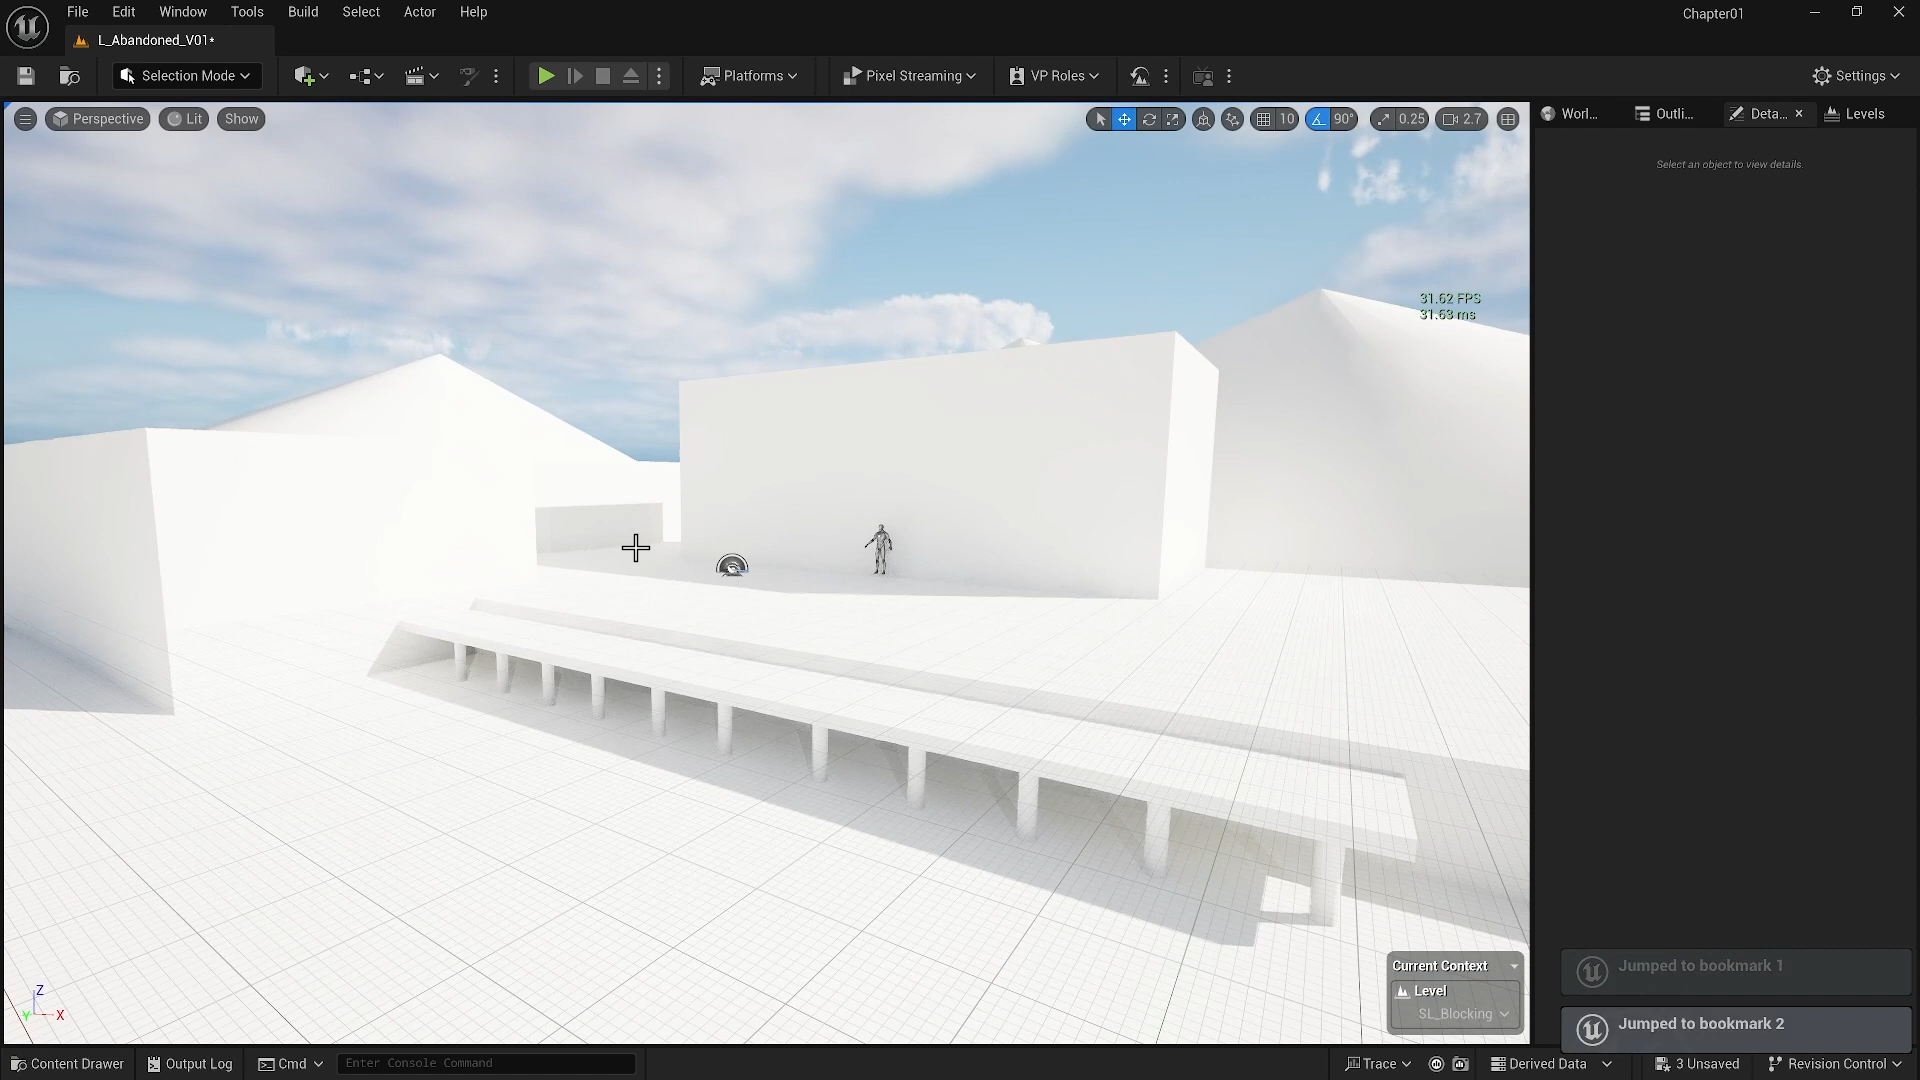 File Edit Window Tools Build Select Actor Help
Chapter01
L_Abandoned_V01*
Selection Mode
Platforms
Pixel Streaming
VP Roles
Settings
Perspective
Lit
Show
10
90°
0.25
2.7
Worl...
Outli...
Deta...
Levels
Select an object to view details.
31.62 FPS
31.63 ms
Current Context
Level
SL_Blocking
Z
Y
X
Jumped to bookmark 1
Jumped to bookmark 2
Content Drawer
Output Log
Cmd
Enter Console Command
Trace
Derived Data
3 Unsaved
Revision Control